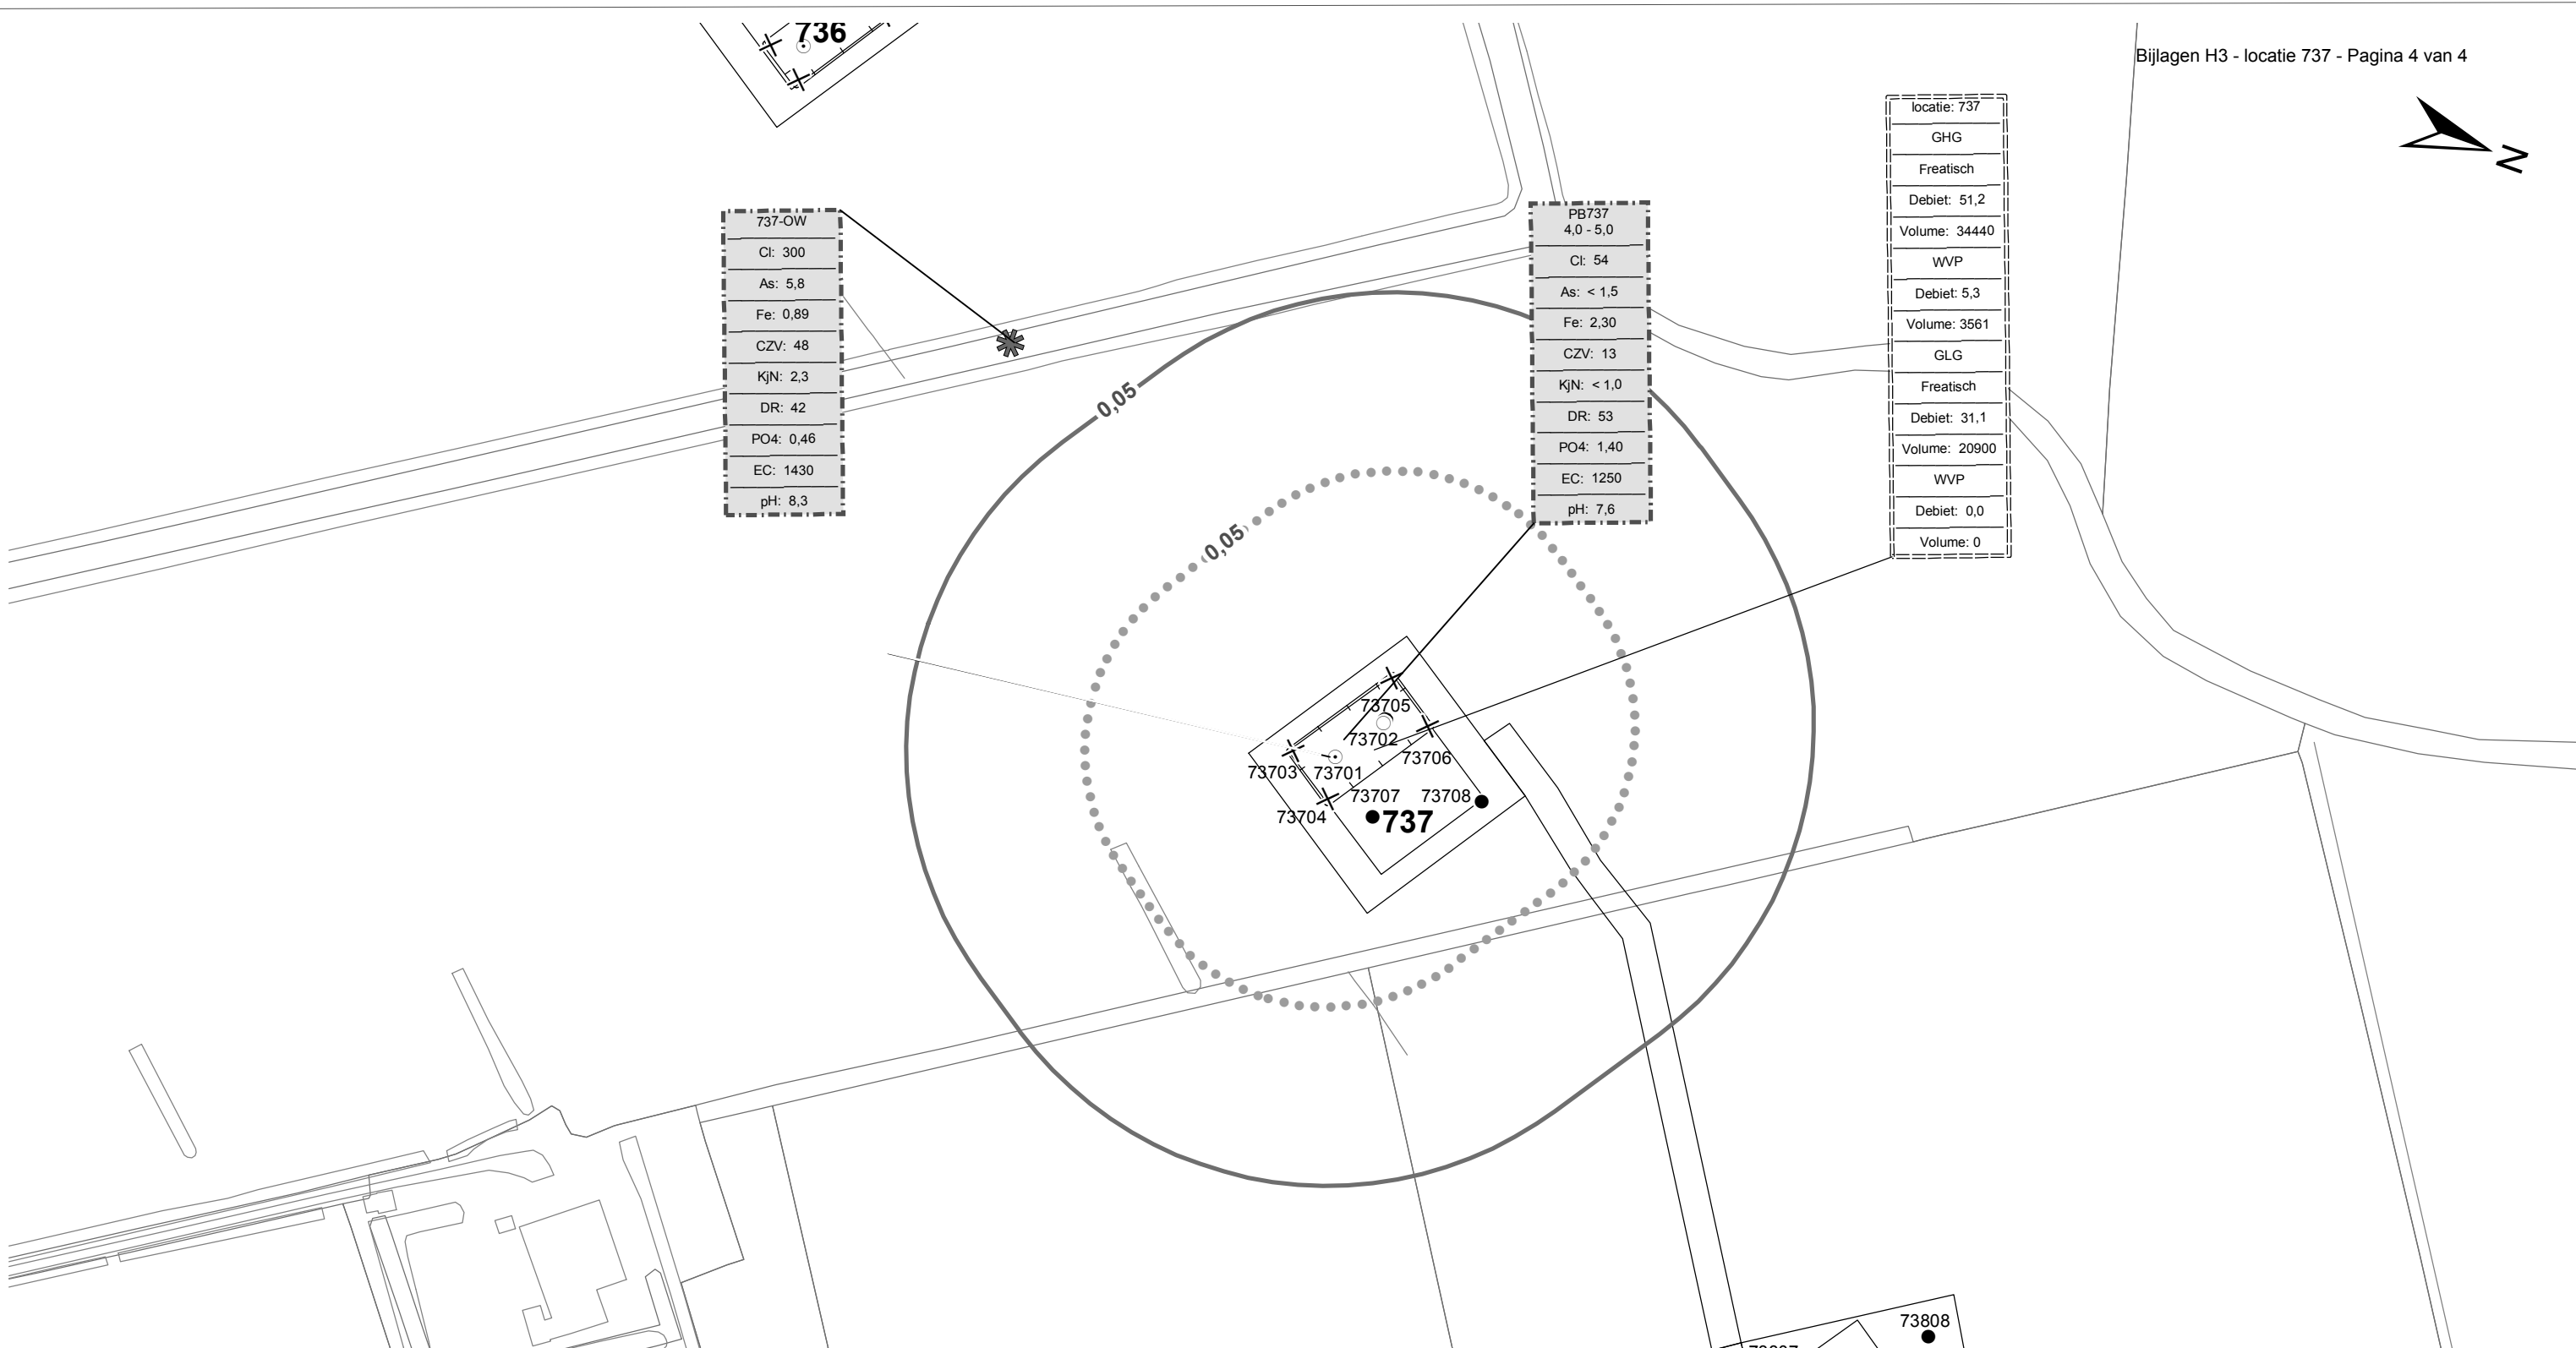 736
Bijlagen H3 - locatie 737 - Pagina 4 van 4
N
locatie: 737
GHG
Freatisch
Debiet: 51,2
Volume: 34440
WVP
Debiet: 5,3
Volume: 3561
GLG
Freatisch
Debiet: 31,1
Volume: 20900
WVP
Debiet: 0,0
Volume: 0
737-OW
Cl: 300
As: 5,8
Fe: 0,89
CZV: 48
KjN: 2,3
DR: 42
PO4: 0,46
EC: 1430
pH: 8,3
PB737
4,0 - 5,0
Cl: 54
As: < 1,5
Fe: 2,30
CZV: 13
KjN: < 1,0
DR: 53
PO4: 1,40
EC: 1250
pH: 7,6
0,05
0,05
73705
73702
73706
73703
73701
73707
73708
73704
737
73808